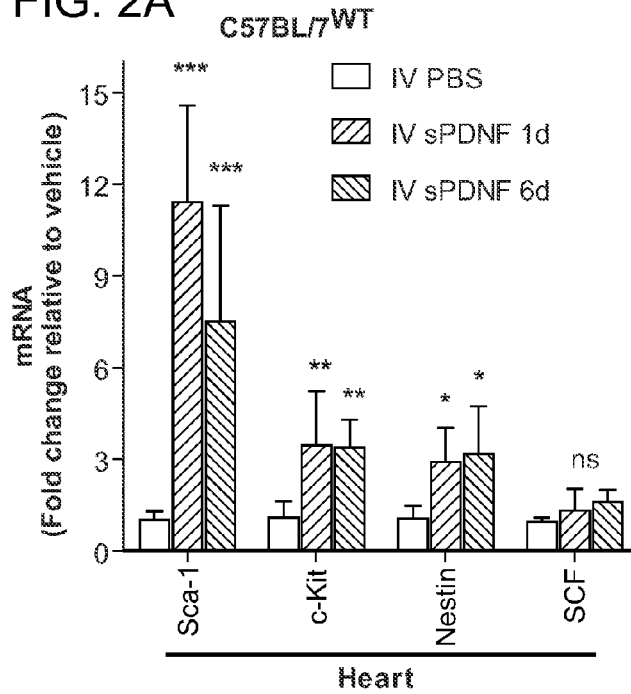 FIG. 2A
C57BL/7WT
IV PBS
IV sPDNF 1d
IV sPDNF 6d
mRNA
(Fold change relative to vehicle)
15
12
9
6
3
0
***
***
**
**
*
*
ns
Sca-1
c-Kit
Nestin
SCF
Heart